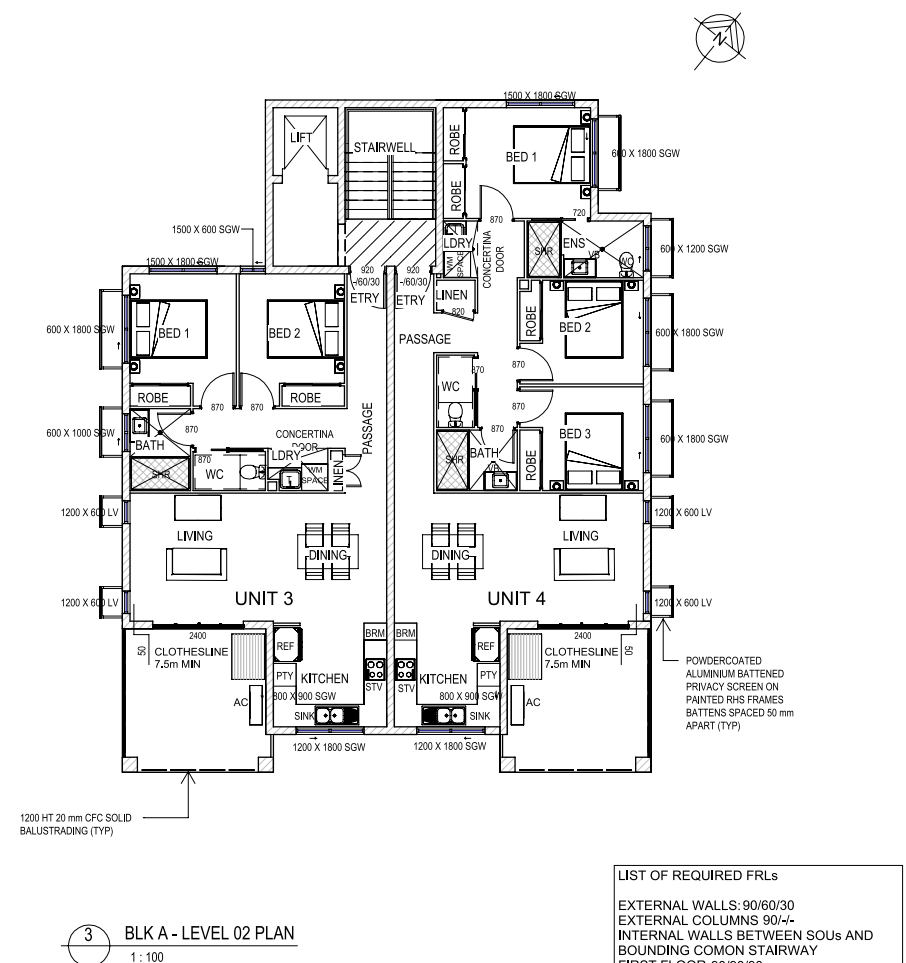 N
1500 X 1800 SGW
LIFT
STAIRWELL
ROBE
BED 1
600 X 1800 SGW
ROBE
1500 X 600 SGW
870
720
LDRY
CONCERTINA
DOOR
SHR
ENS
VB
WC
600 X 1200 SGW
WM
SPACE
1500 X 1800 SGW
920
-/60/30
ETRY
920
-/60/30
ETRY
LINEN
820
600 X 1800 SGW
BED 1
BED 2
PASSAGE
ROBE
BED 2
600 X 1800 SGW
870
WC
870
ROBE
ROBE
870
870
870
870
600 X 1000 SGW
870
BATH
CONCERTINA
DOOR
PASSAGE
BED 3
600 X 1800 SGW
870
WC
LDRY
T
WM
SPACE
LINEN
SHR
SHR
BATH
VB
ROBE
1200 X 600 LV
LIVING
DINING
DINING
LIVING
1200 X 600 LV
1200 X 600 LV
UNIT 3
UNIT 4
1200 X 600 LV
2400
50
CLOTHESLINE
7.5m MIN
REF
BRM
BRM
REF
2400
CLOTHESLINE
7.5m MIN
50
PTY
KITCHEN
STV
STV
KITCHEN
PTY
AC
800 X 900 SGW
800 X 900 SGW
AC
SINK
SINK
1200 X 1800 SGW
1200 X 1800 SGW
POWDERCOATED
ALUMINIUM BATTENED
PRIVACY SCREEN ON
PAINTED RHS FRAMES
BATTENS SPACED 50 mm
APART (TYP)
1200 HT 20 mm CFC SOLID
BALUSTRADING (TYP)
3
BLK A - LEVEL 02 PLAN
1 : 100
LIST OF REQUIRED FRLs
EXTERNAL WALLS: 90/60/30
EXTERNAL COLUMNS 90/-/-
INTERNAL WALLS BETWEEN SOUs AND
BOUNDING COMON STAIRWAY